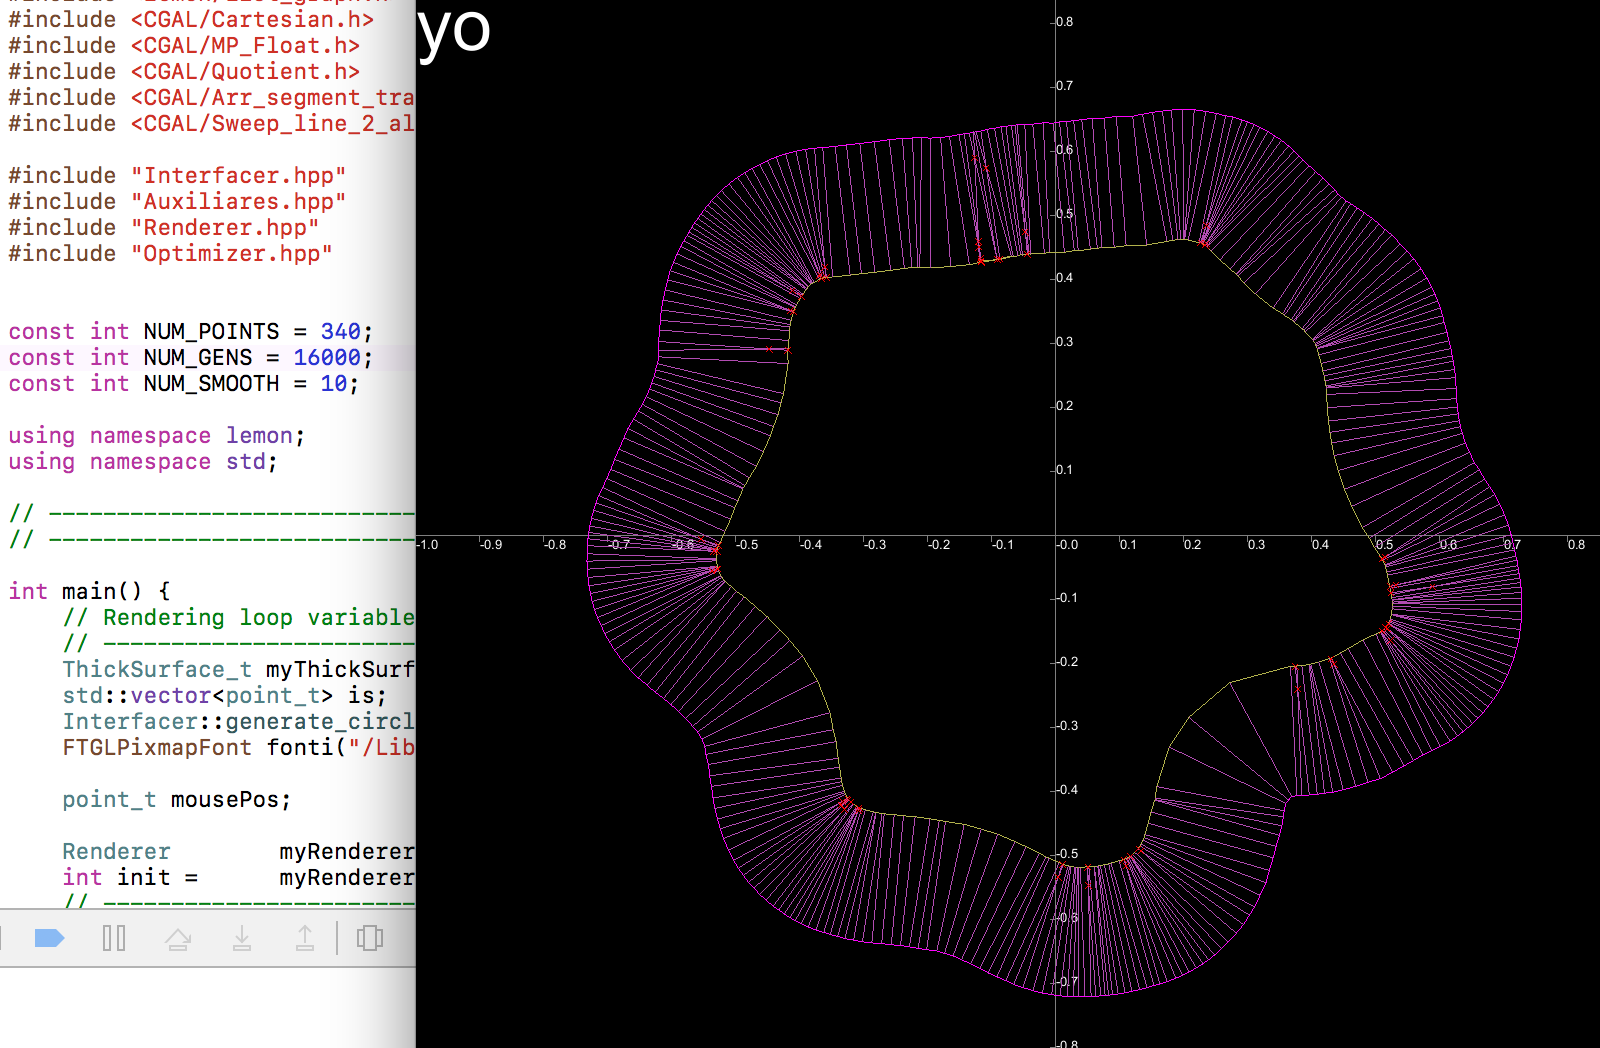 #include <CGAL/Cartesian.h>
#include <CGAL/MP_Float.h>
#include <CGAL/Quotient.h>
#include <CGAL/Arr_segment_tra
#include <CGAL/Sweep_line_2_al
#include "Interfacer.hpp"
#include "Auxiliares.hpp"
#include "Renderer.hpp"
#include "Optimizer.hpp"
const int NUM_POINTS = 340;
const int NUM_GENS = 16000;
const int NUM_SMOOTH = 10;
using namespace lemon;
using namespace std;
// ---------------------------
// ---------------------------
int main() {
// Rendering loop variable
// -----------------------
ThickSurface_t myThickSurf
std::vector<point_t> is;
Interfacer::generate_circl
FTGLPixmapFont fonti("/Lib
point_t mousePos;
Renderer myRenderer
int init = myRenderer
// -----------------------
yo
0.8
0.7
0.6
0.5
0.4
0.3
0.2
0.1
-1.0 -0.9 -0.8 -0.7 -0.6 -0.5 -0.4 -0.3 -0.2 -0.1 -0.0 0.1 0.2 0.3 0.4 0.5 0.6 0.7 0.8
-0.1
-0.2
-0.3
-0.4
-0.5
-0.6
-0.7
-0.8